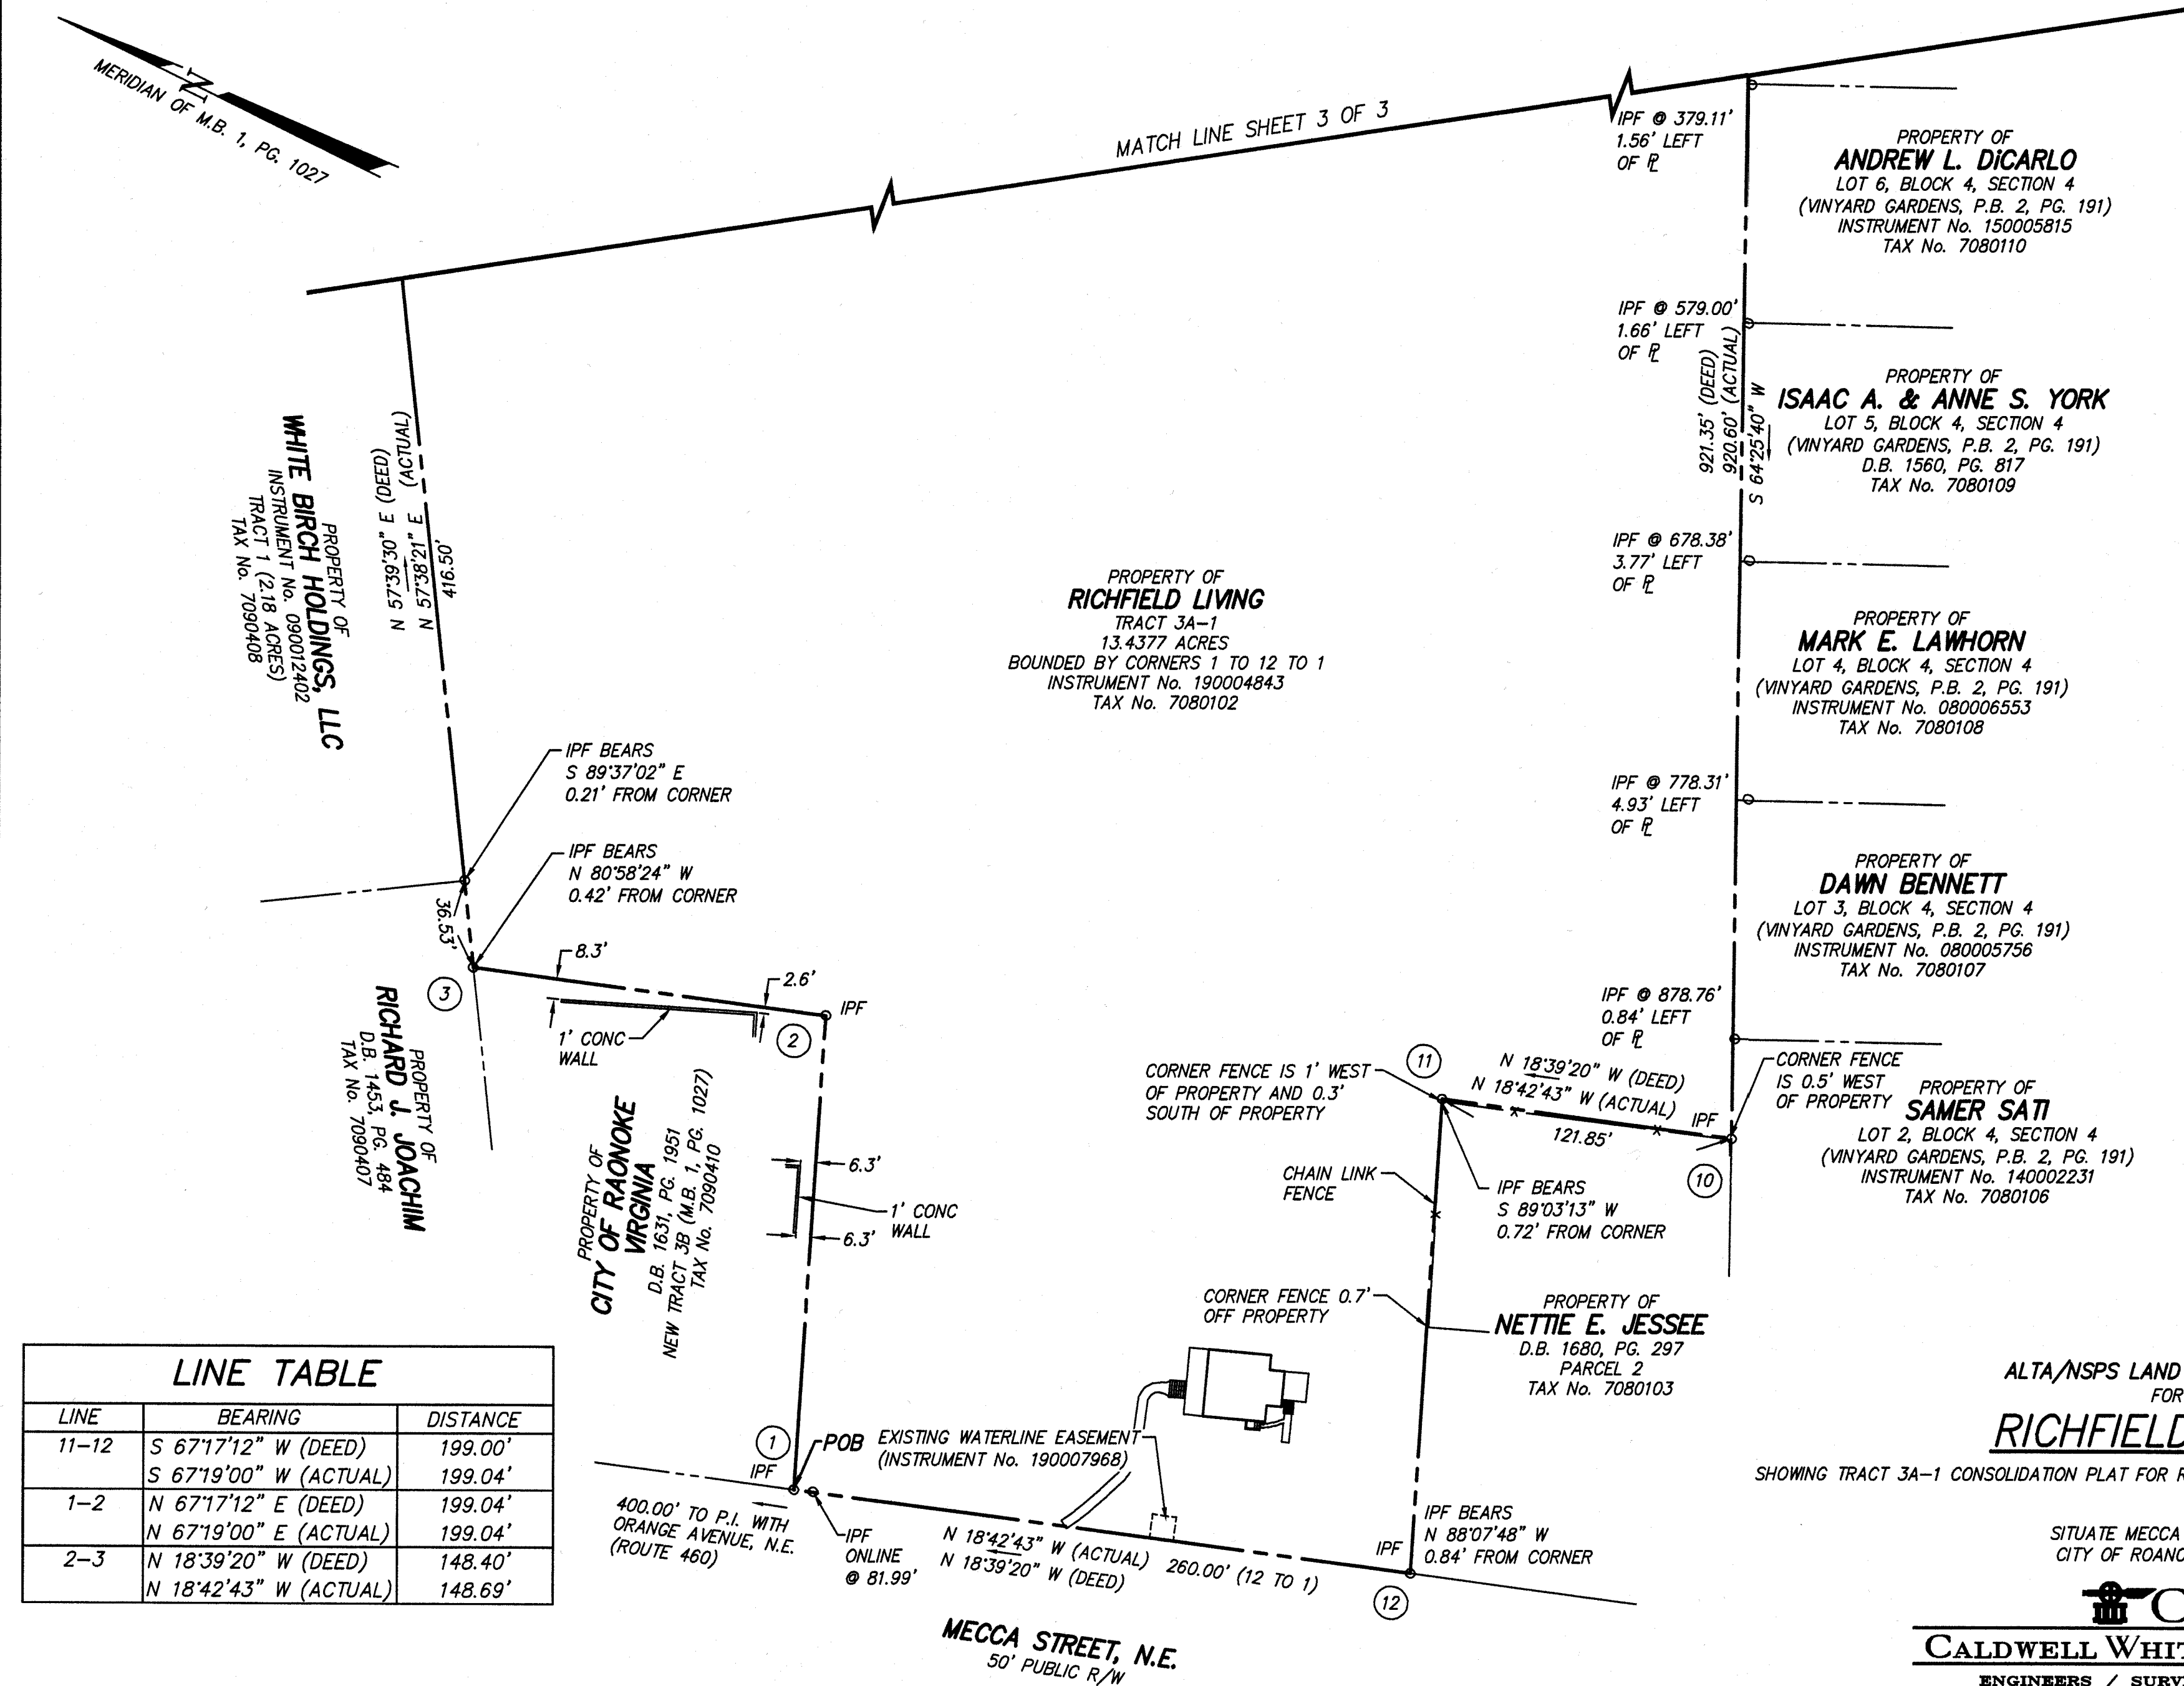 N
MERIDIAN OF M.B. 1, PG. 1027
MATCH LINE SHEET 3 OF 3
IPF @ 379.11'
1.56' LEFT
OF PL
PROPERTY OF
ANDREW L. DiCARLO
LOT 6, BLOCK 4, SECTION 4
(VINYARD GARDENS, P.B. 2, PG. 191)
INSTRUMENT No. 150005815
TAX No. 7080110
IPF @ 579.00'
1.66' LEFT
OF PL
921.35' (DEED)
920.60' (ACTUAL)
S 64°25'40" W
PROPERTY OF
ISAAC A. & ANNE S. YORK
LOT 5, BLOCK 4, SECTION 4
(VINYARD GARDENS, P.B. 2, PG. 191)
D.B. 1560, PG. 817
TAX No. 7080109
PROPERTY OF
WHITE BIRCH HOLDINGS, LLC
INSTRUMENT No. 090012402
TRACT 1 (2.18 ACRES)
TAX No. 7090408
N 57°39'30" E (DEED)
N 57°38'21" E (ACTUAL)
416.50'
IPF @ 678.38'
3.77' LEFT
OF PL
PROPERTY OF
RICHFIELD LIVING
TRACT 3A-1
13.4377 ACRES
BOUNDED BY CORNERS 1 TO 12 TO 1
INSTRUMENT No. 190004843
TAX No. 7080102
PROPERTY OF
MARK E. LAWHORN
LOT 4, BLOCK 4, SECTION 4
(VINYARD GARDENS, P.B. 2, PG. 191)
INSTRUMENT No. 080006553
TAX No. 7080108
IPF BEARS
S 89°37'02" E
0.21' FROM CORNER
IPF @ 778.31'
4.93' LEFT
OF PL
IPF BEARS
N 80°58'24" W
0.42' FROM CORNER
PROPERTY OF
DAWN BENNETT
LOT 3, BLOCK 4, SECTION 4
(VINYARD GARDENS, P.B. 2, PG. 191)
INSTRUMENT No. 080005756
TAX No. 7080107
36.53'
3
8.3'
2.6'
IPF
2
1' CONC
WALL
IPF @ 878.76'
0.84' LEFT
OF PL
PROPERTY OF
RICHARD J. JOACHIM
D.B. 1453, PG. 484
TAX No. 7090407
CORNER FENCE IS 1' WEST
OF PROPERTY AND 0.3'
SOUTH OF PROPERTY
11
N 18°39'20" W (DEED)
N 18°42'43" W (ACTUAL)
121.85'
IPF
10
CORNER FENCE
IS 0.5' WEST
OF PROPERTY
PROPERTY OF
SAMER SATI
LOT 2, BLOCK 4, SECTION 4
(VINYARD GARDENS, P.B. 2, PG. 191)
INSTRUMENT No. 140002231
TAX No. 7080106
PROPERTY OF
CITY OF RAONOKE
VIRGINIA
D.B. 1631, PG. 1951
NEW TRACT 3B (M.B. 1, PG. 1027)
TAX No. 7090410
6.3'
1' CONC
WALL
6.3'
CHAIN LINK
FENCE
IPF BEARS
S 89°03'13" W
0.72' FROM CORNER
CORNER FENCE 0.7'
OFF PROPERTY
PROPERTY OF
NETTIE E. JESSEE
D.B. 1680, PG. 297
PARCEL 2
TAX No. 7080103
LINE TABLE
LINE BEARING DISTANCE
11-12 S 67°17'12" W (DEED) 199.00'
S 67°19'00" W (ACTUAL) 199.04'
1-2 N 67°17'12" E (DEED) 199.04'
N 67°19'00" E (ACTUAL) 199.04'
2-3 N 18°39'20" W (DEED) 148.40'
N 18°42'43" W (ACTUAL) 148.69'
1
POB
IPF
EXISTING WATERLINE EASEMENT
(INSTRUMENT No. 190007968)
400.00' TO P.I. WITH
ORANGE AVENUE, N.E.
(ROUTE 460)
IPF
ONLINE
@ 81.99'
N 18°42'43" W (ACTUAL)
N 18°39'20" W (DEED)
260.00' (12 TO 1)
IPF
12
IPF BEARS
N 88°07'48" W
0.84' FROM CORNER
MECCA STREET, N.E.
50' PUBLIC R/W
ALTA/NSPS LAND
FOR
RICHFIELD
SHOWING TRACT 3A-1 CONSOLIDATION PLAT FOR R
SITUATE MECCA
CITY OF ROANO
C
CALDWELL WHIT
ENGINEERS / SURV